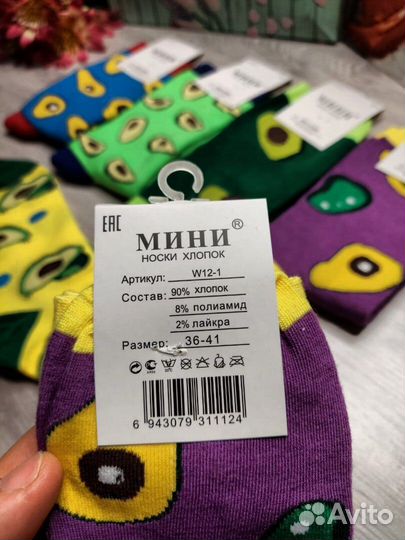 EAC
МИНИ®
НОСКИ ХЛОПОК
Артикул: W12-1
Состав: 90% хлопок
8% полиамид
2% лайкра
Размер: 36-41
6 943079 311124
Avito